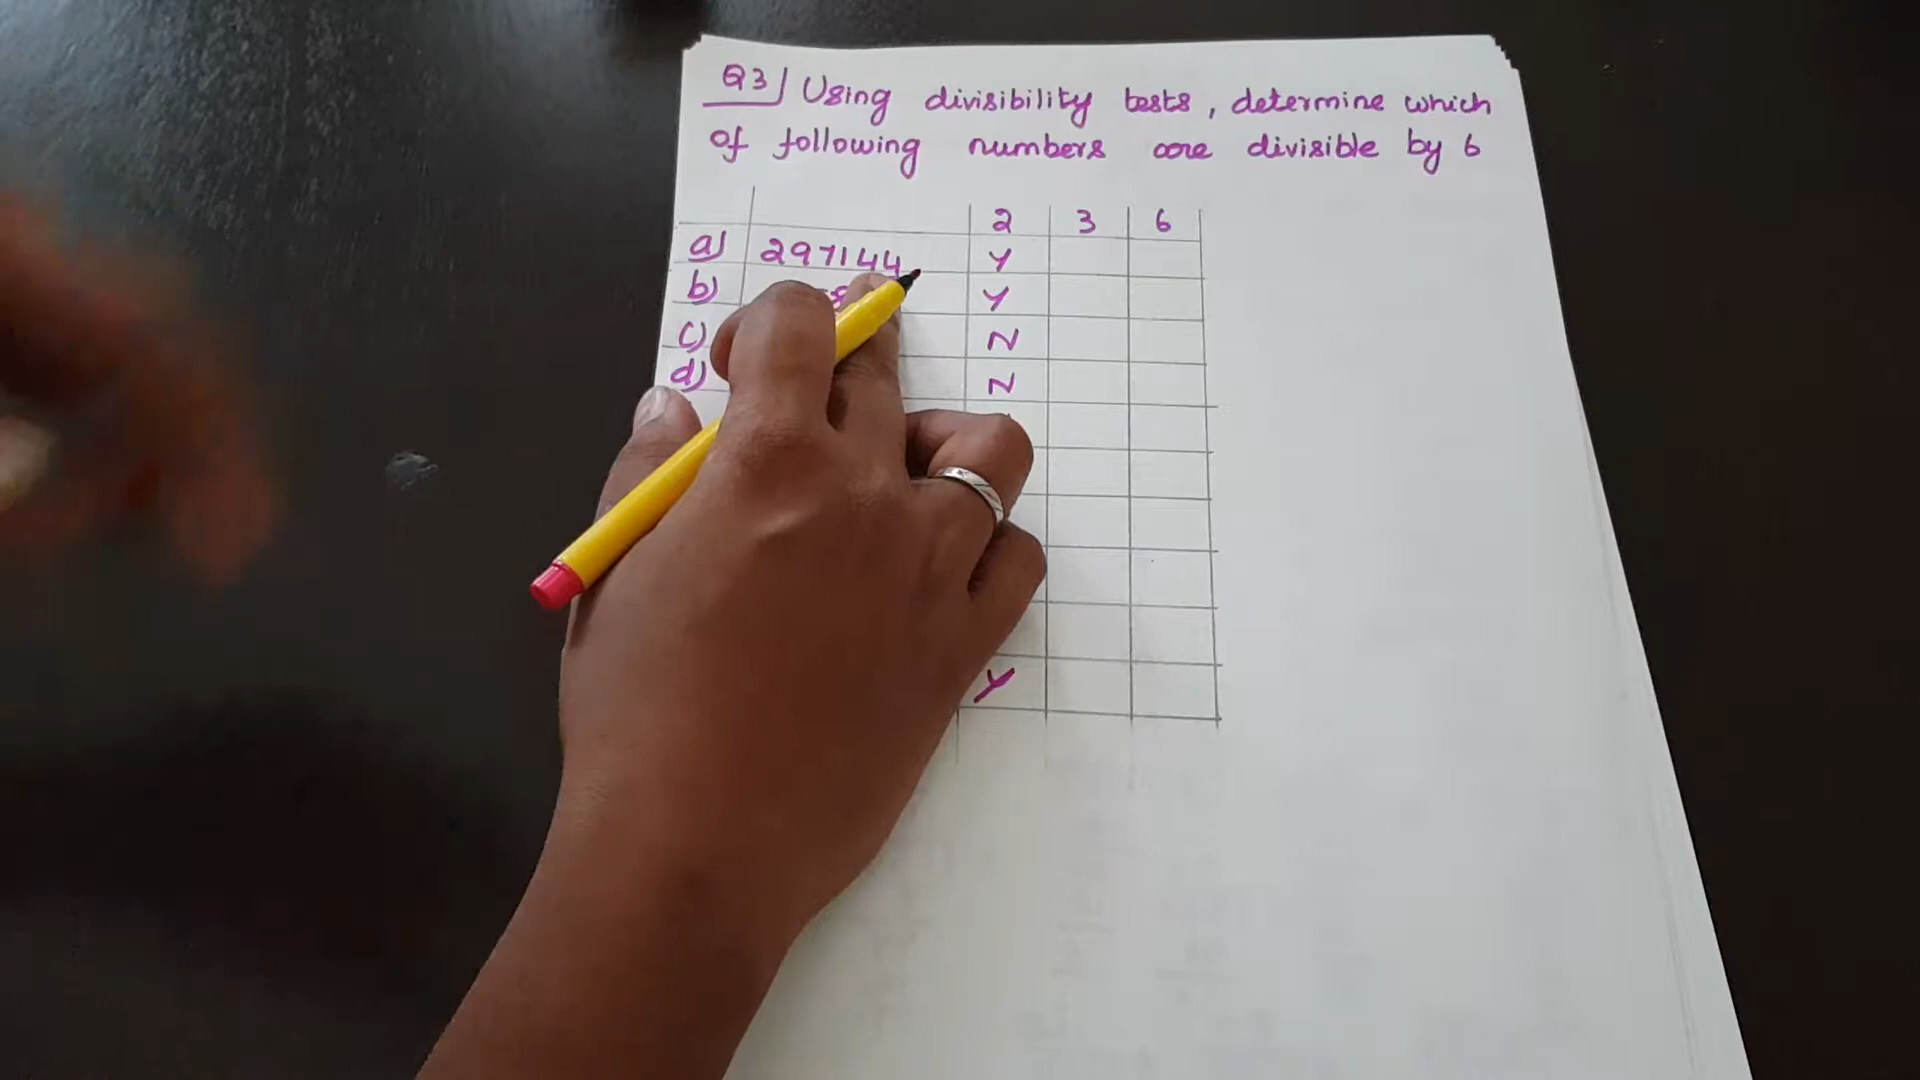 Q3) Using divisibility tests, determine which
of following numbers are divisible by 6
2 3 6
a) 297144 Y
b) Y
c) N
d) N
Y